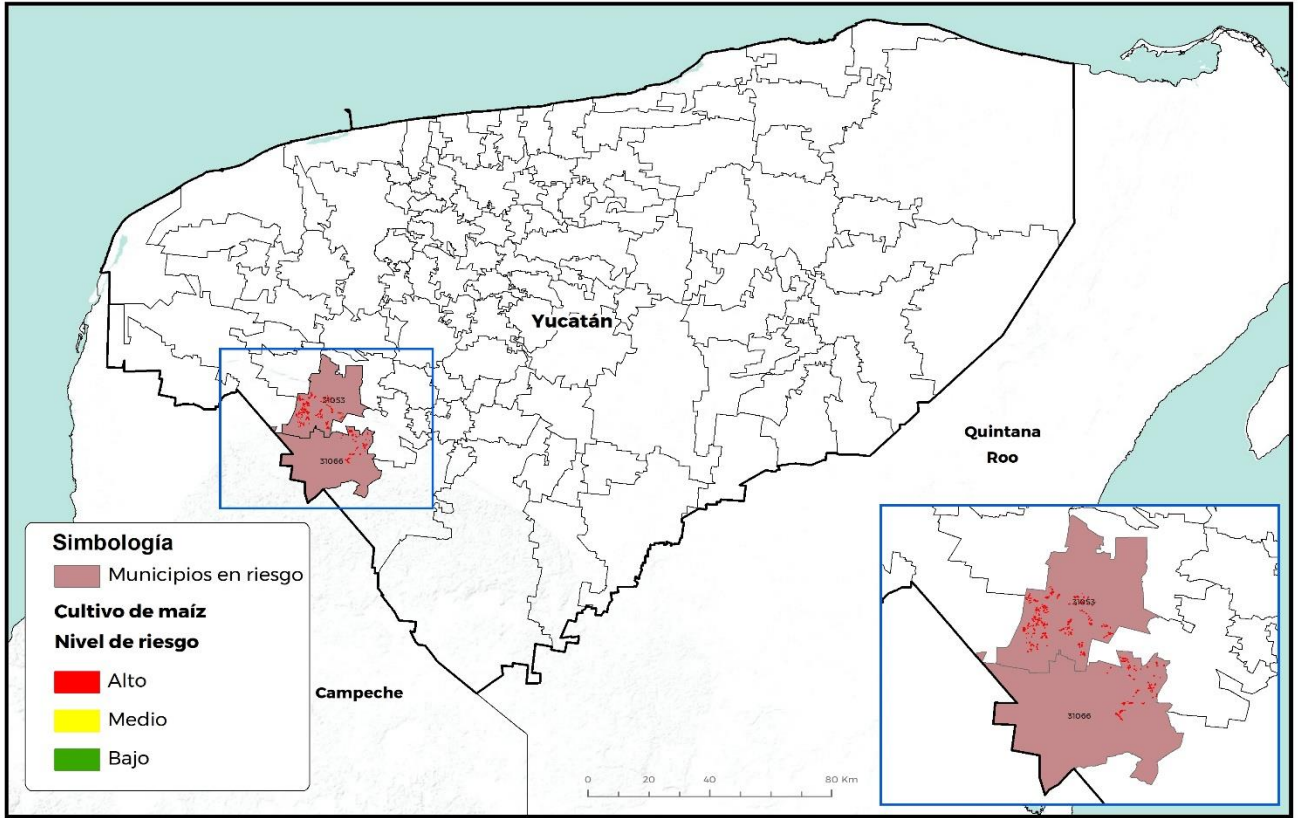 Yucatán
31053
31066
Quintana
Roo
Campeche
Simbología
Municipios en riesgo
Cultivo de maíz
Nivel de riesgo
Alto
Medio
Bajo
0 20 40 80 Km
31053
31066